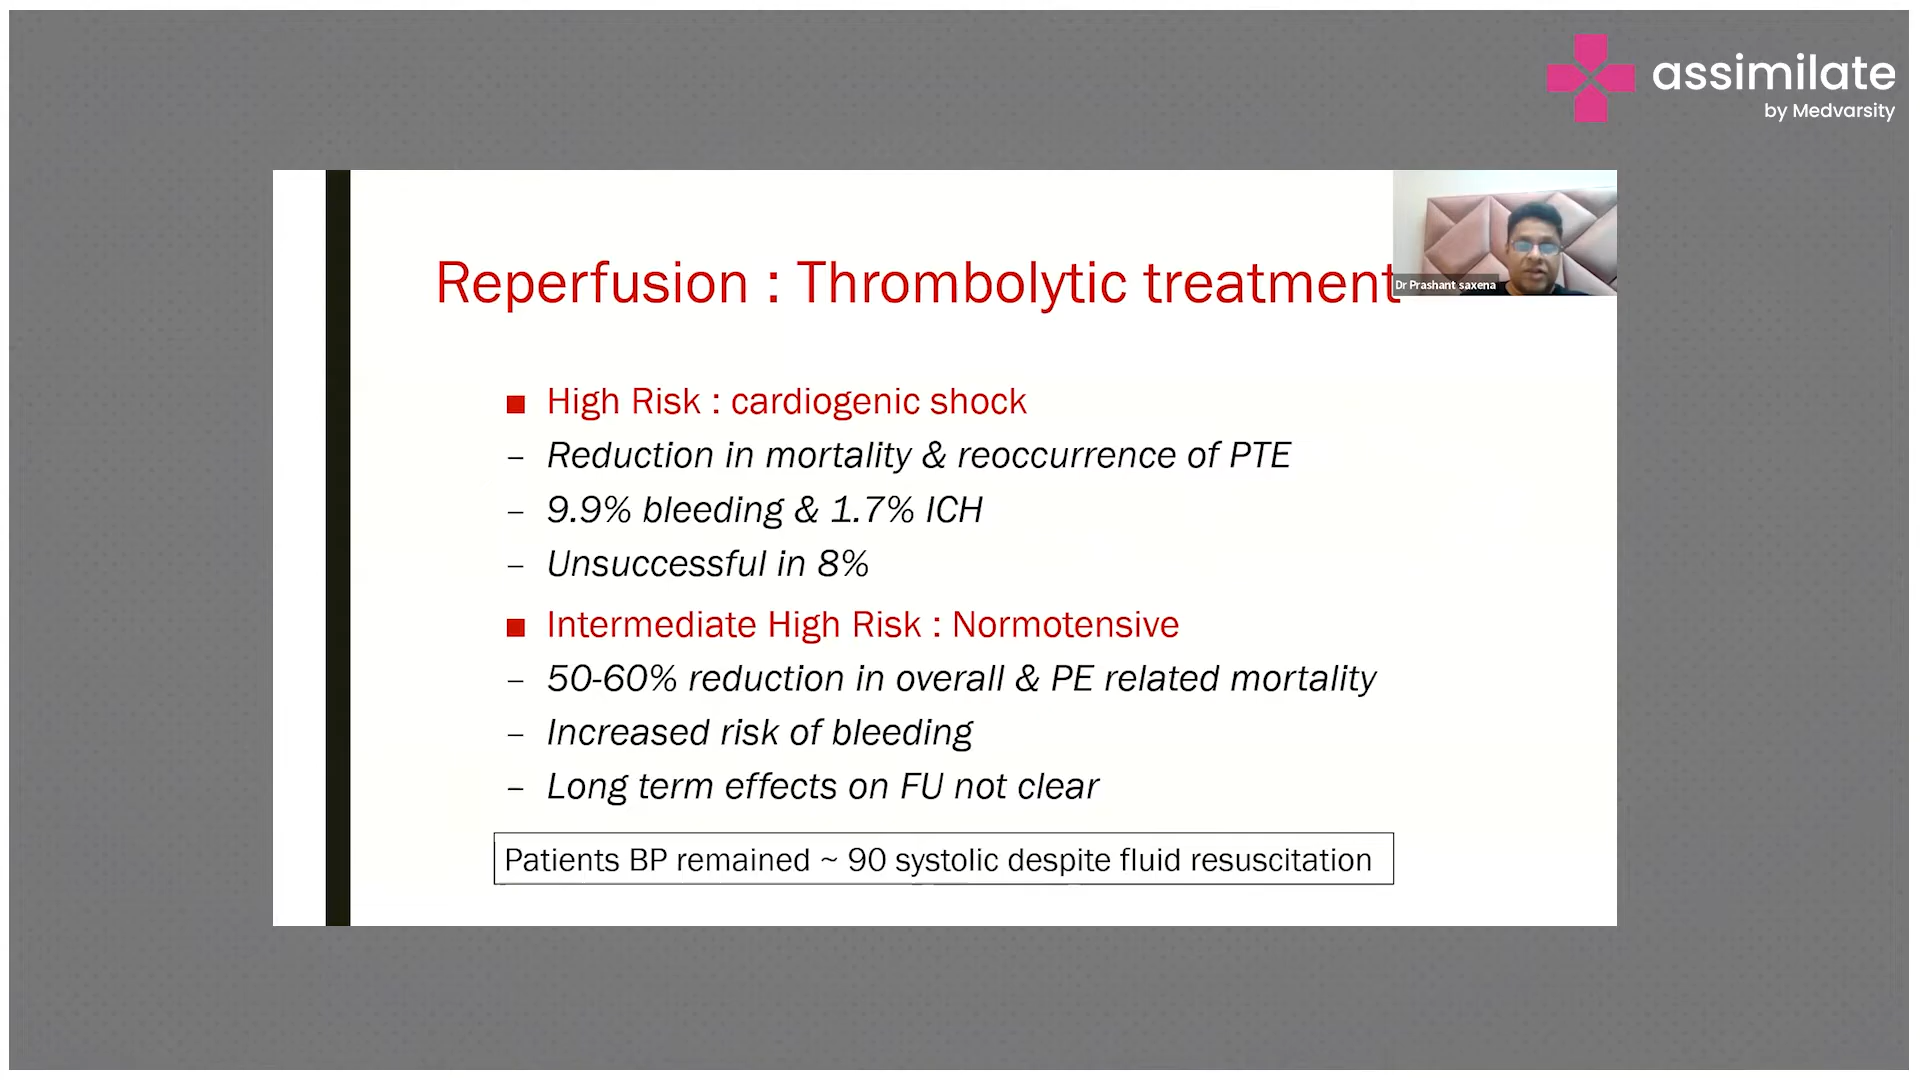 assimilate
by Medvarsity
Dr Prashant saxena
Reperfusion : Thrombolytic treatment
■ High Risk : cardiogenic shock
– Reduction in mortality & reoccurrence of PTE
– 9.9% bleeding & 1.7% ICH
– Unsuccessful in 8%
■ Intermediate High Risk : Normotensive
– 50-60% reduction in overall & PE related mortality
– Increased risk of bleeding
– Long term effects on FU not clear
Patients BP remained ~ 90 systolic despite fluid resuscitation